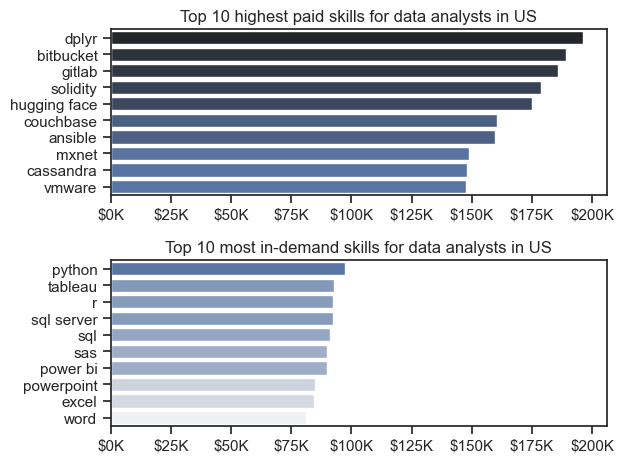 Top 10 highest paid skills for data analysts in US
dplyr
bitbucket
gitlab
solidity
hugging face
couchbase
ansible
mxnet
cassandra
vmware
$0K $25K $50K $75K $100K $125K $150K $175K $200K
Top 10 most in-demand skills for data analysts in US
python
tableau
r
sql server
sql
sas
power bi
powerpoint
excel
word
$0K $25K $50K $75K $100K $125K $150K $175K $200K